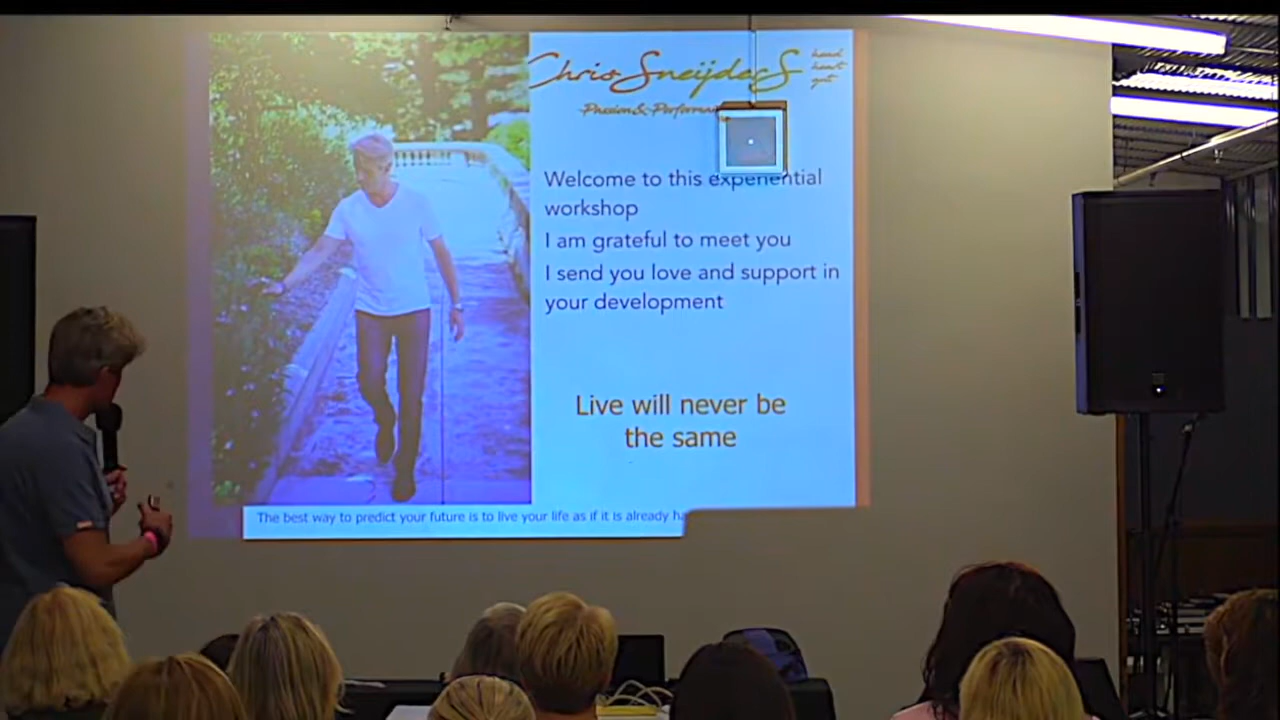 Chris SneijdersS
head
heart
gut
Passion & Performan
Welcome to this experiential
workshop
I am grateful to meet you
I send you love and support in
your development
Live will never be
the same
The best way to predict your future is to live your life as if it is already ha